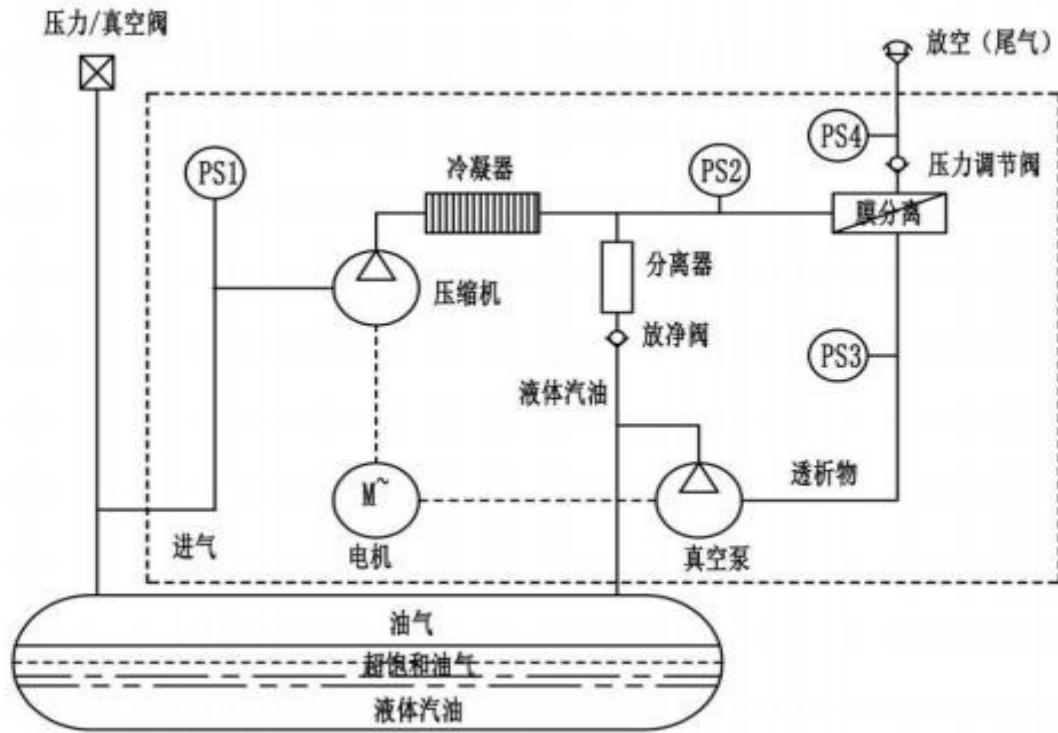 压力/真空阀
放空（尾气）
PS4
PS1
冷凝器
PS2
压力调节阀
膜分离
分离器
压缩机
放净阀
PS3
液体汽油
M~
透析物
进气
电机
真空泵
油气
超饱和油气
液体汽油